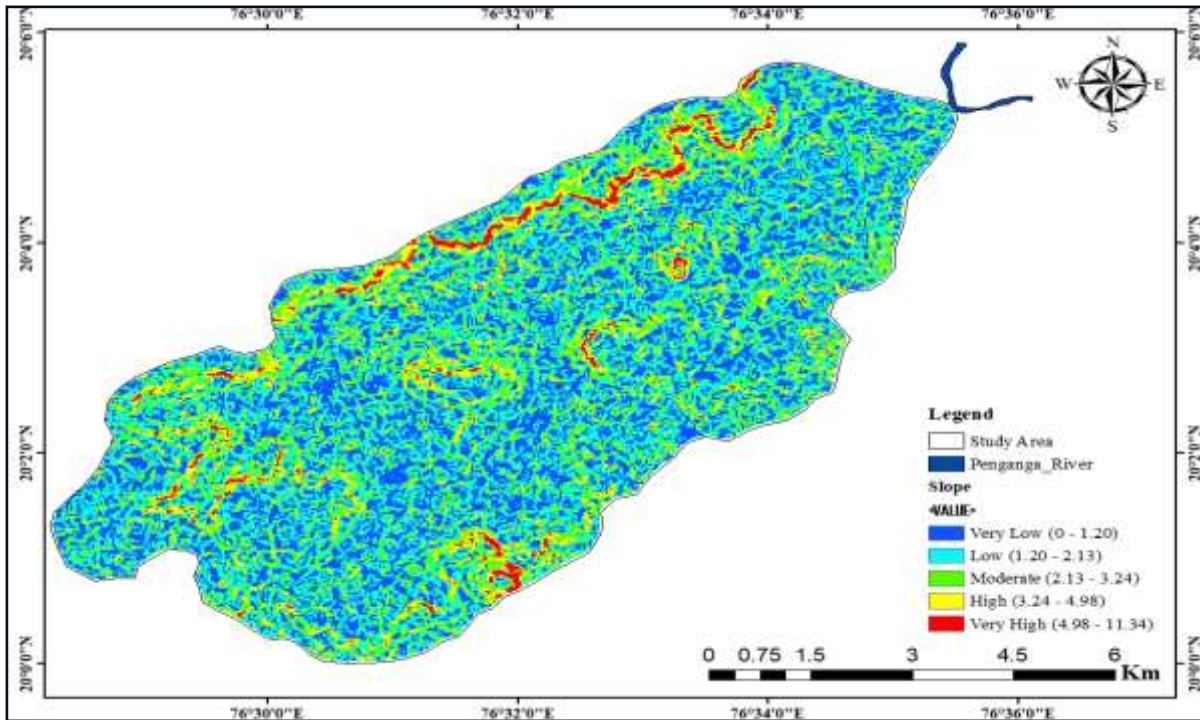 76°30'0"E 76°32'0"E 76°34'0"E 76°36'0"E
20°6'0"N 20°6'0"N
N
W E
S
20°4'0"N 20°4'0"N
Legend
Study Area
Penganga_River
Slope
<VALUE>
Very Low (0 - 1.20)
Low (1.20 - 2.13)
Moderate (2.13 - 3.24)
High (3.24 - 4.98)
Very High (4.98 - 11.34)
20°2'0"N 20°2'0"N
0 0.75 1.5 3 4.5 6
Km
20°0'0"N 20°0'0"N
76°30'0"E 76°32'0"E 76°34'0"E 76°36'0"E